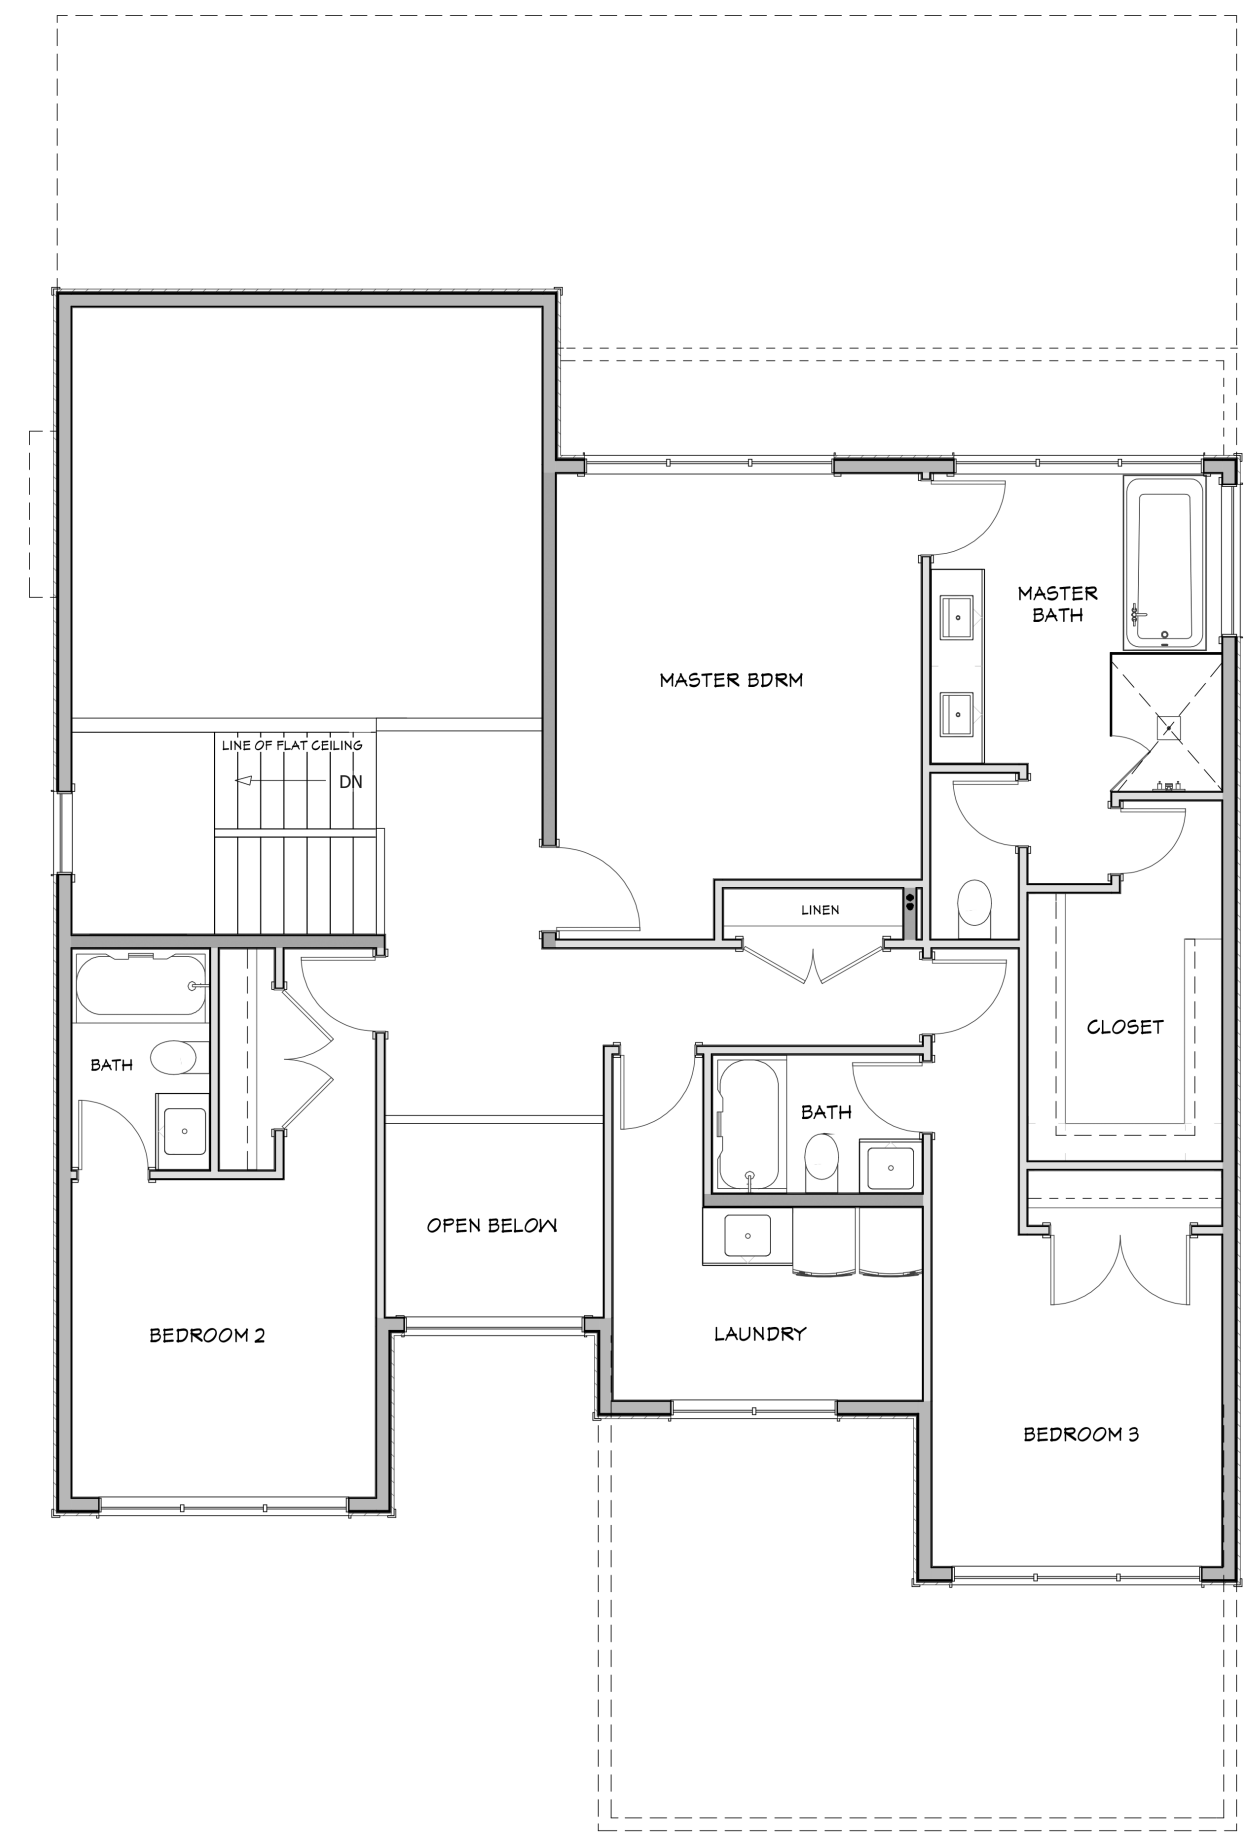 MASTER
BATH
MASTER BDRM
LINE OF FLAT CEILING
DN
LINEN
CLOSET
BATH
BATH
OPEN BELOW
BEDROOM 2
LAUNDRY
BEDROOM 3